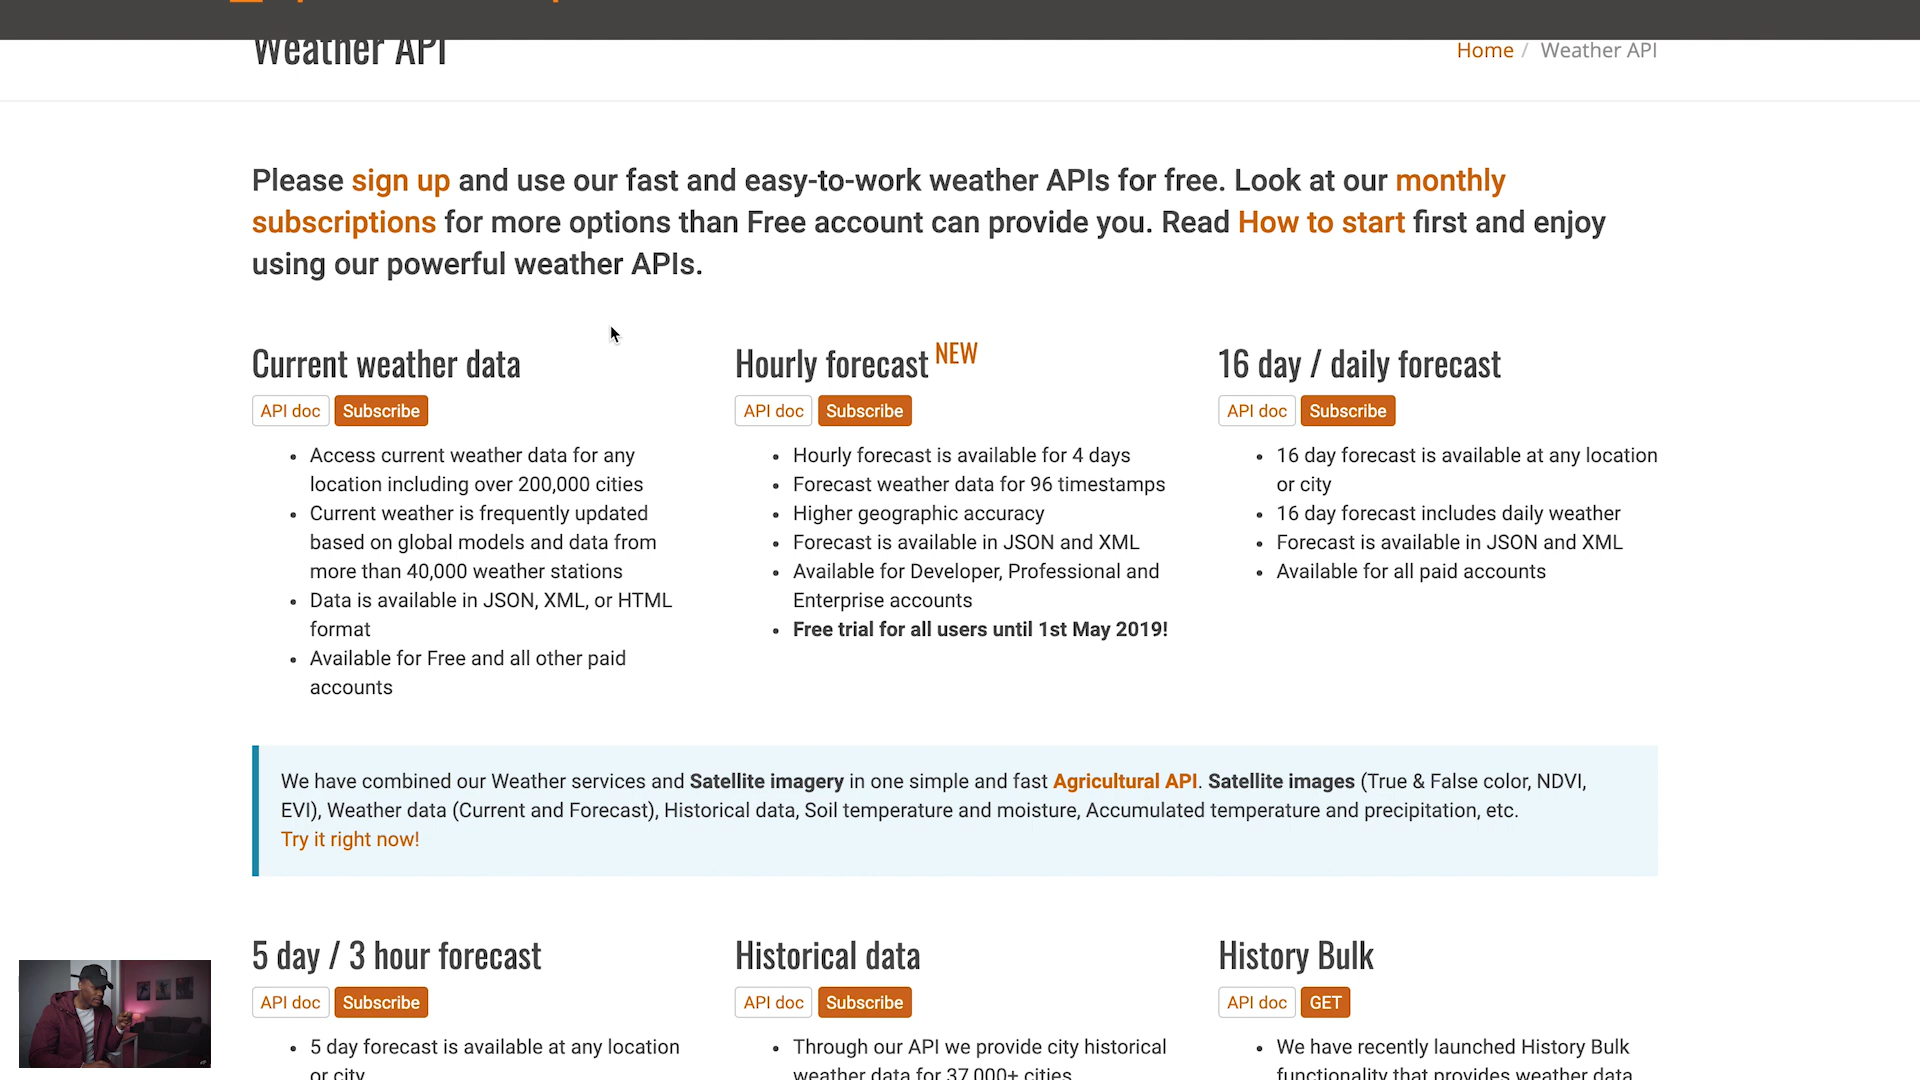 Weather API
Home / Weather API
Please sign up and use our fast and easy-to-work weather APIs for free. Look at our monthly
subscriptions for more options than Free account can provide you. Read How to start first and enjoy
using our powerful weather APIs.
Current weather data
API doc Subscribe
• Access current weather data for any
location including over 200,000 cities
• Current weather is frequently updated
based on global models and data from
more than 40,000 weather stations
• Data is available in JSON, XML, or HTML
format
• Available for Free and all other paid
accounts
Hourly forecast NEW
API doc Subscribe
• Hourly forecast is available for 4 days
• Forecast weather data for 96 timestamps
• Higher geographic accuracy
• Forecast is available in JSON and XML
• Available for Developer, Professional and
Enterprise accounts
• Free trial for all users until 1st May 2019!
16 day / daily forecast
API doc Subscribe
• 16 day forecast is available at any location
or city
• 16 day forecast includes daily weather
• Forecast is available in JSON and XML
• Available for all paid accounts
We have combined our Weather services and Satellite imagery in one simple and fast Agricultural API. Satellite images (True & False color, NDVI,
EVI), Weather data (Current and Forecast), Historical data, Soil temperature and moisture, Accumulated temperature and precipitation, etc.
Try it right now!
5 day / 3 hour forecast
API doc Subscribe
• 5 day forecast is available at any location
or city
Historical data
API doc Subscribe
• Through our API we provide city historical
weather data for 37,000+ cities
History Bulk
API doc GET
• We have recently launched History Bulk
functionality that provides weather data